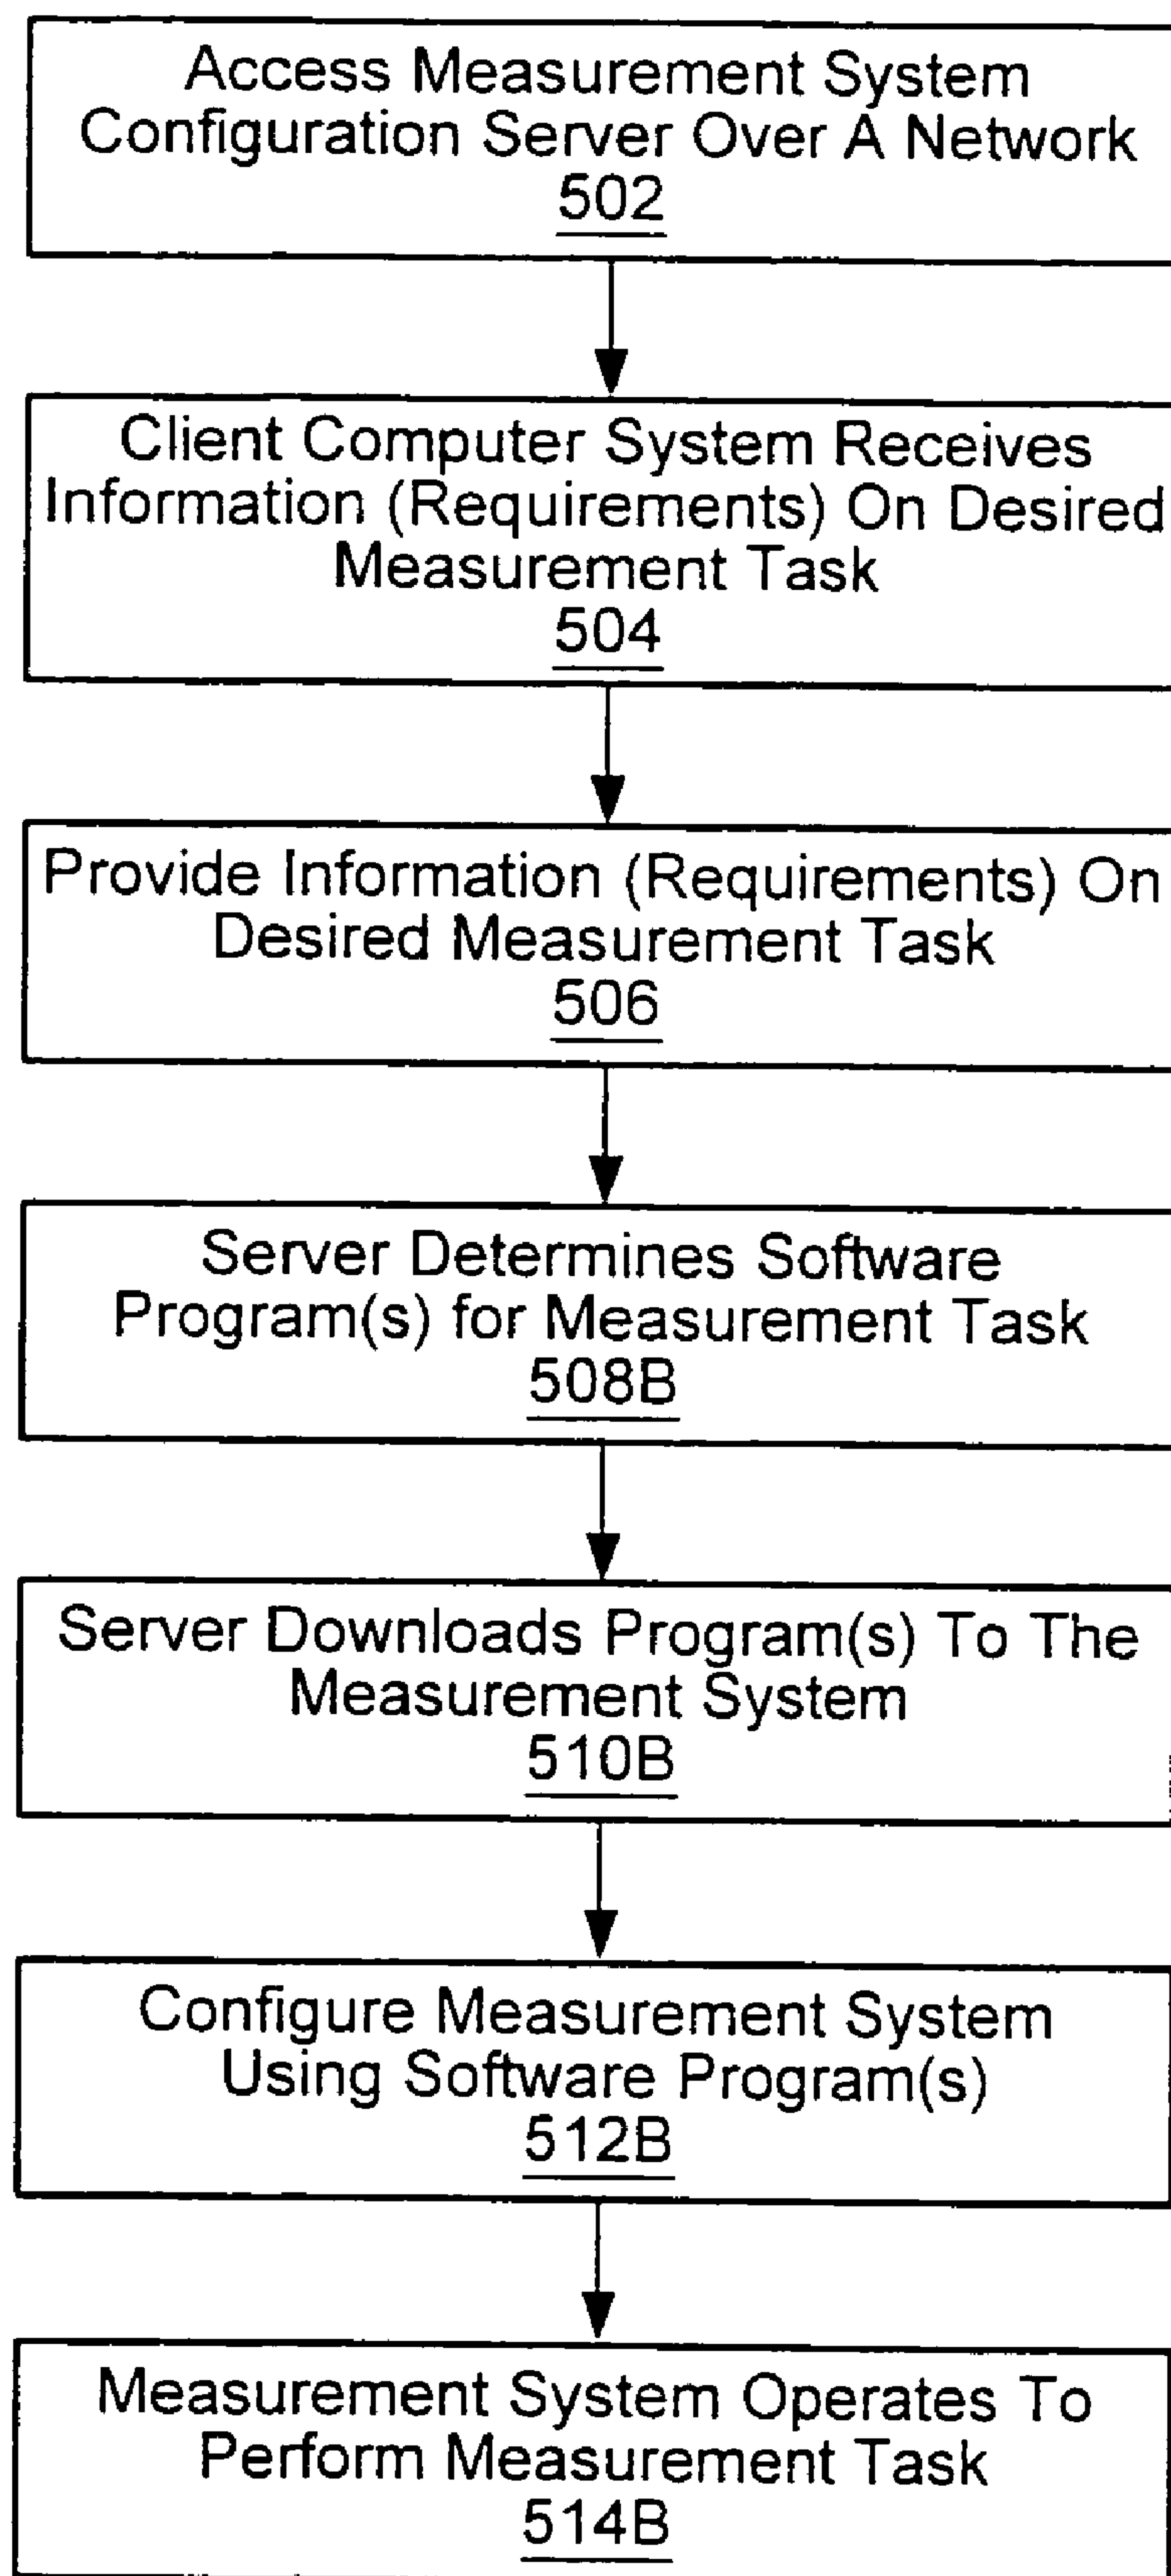 Access Measurement System
Configuration Server Over A Network
502
Client Computer System Receives
Information (Requirements) On Desired
Measurement Task
504
Provide Information (Requirements) On
Desired Measurement Task
506
Server Determines Software
Program(s) for Measurement Task
508B
Server Downloads Program(s) To The
Measurement System
510B
Configure Measurement System
Using Software Program(s)
512B
Measurement System Operates To
Perform Measurement Task
514B